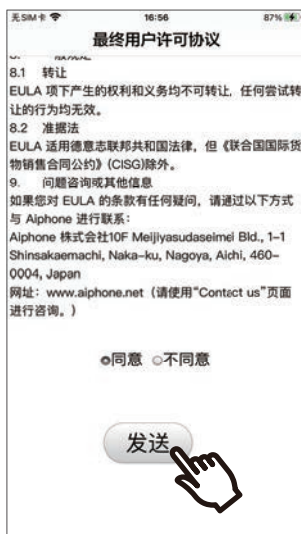 无SIM卡 16:56 87%
最终用户许可协议
8.1 转让
EULA 项下产生的权利和义务均不可转让，任何尝试转
让的行为均无效。
8.2 准据法
EULA 适用德意志联邦共和国法律，但《联合国国际货
物销售合同公约》(CISG)除外。
9. 问题咨询或其他信息
如果您对 EULA 的条款有任何疑问，请通过以下方式
与 Aiphone 进行联系：
Aiphone 株式会社10F Meijiyasudaseimei Bld., 1-1
Shinsakaemachi, Naka-ku, Nagoya, Aichi, 460-
0004, Japan
网址：www.aiphone.net（请使用“Contact us”页面
进行咨询。）
同意 不同意
发送